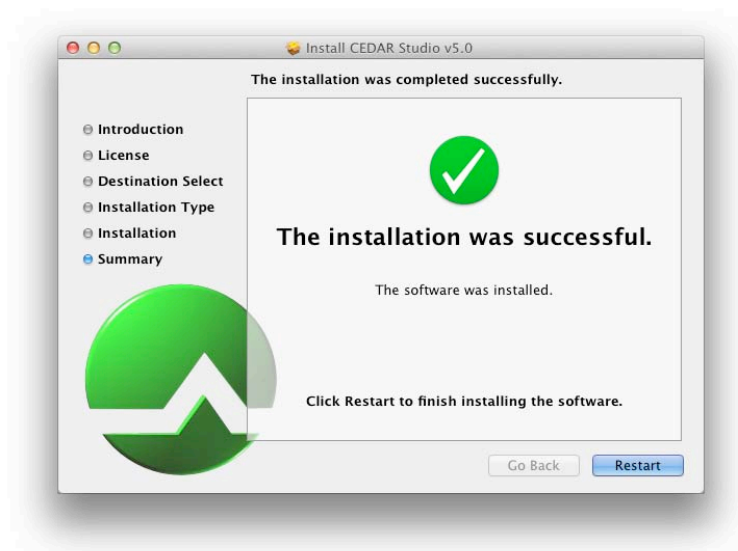 Install CEDAR Studio v5.0
The installation was completed successfully.
Introduction
License
Destination Select
Installation Type
Installation
Summary
The installation was successful.
The software was installed.
Click Restart to finish installing the software.
Go Back
Restart